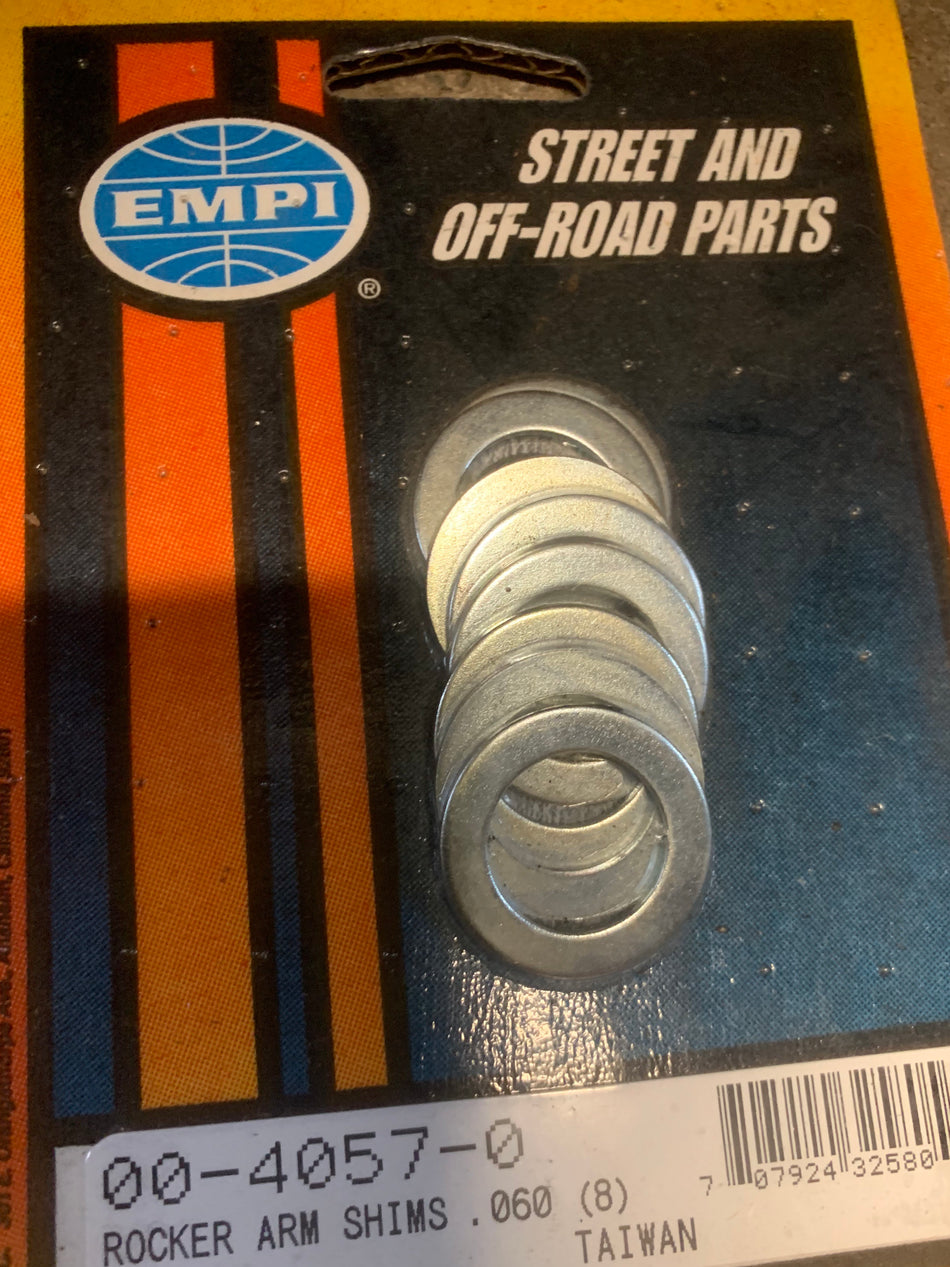 EMPI
®
STREET AND
OFF-ROAD PARTS
00-4057-0
ROCKER ARM SHIMS .060 (8)
TAIWAN
7 07924 32580